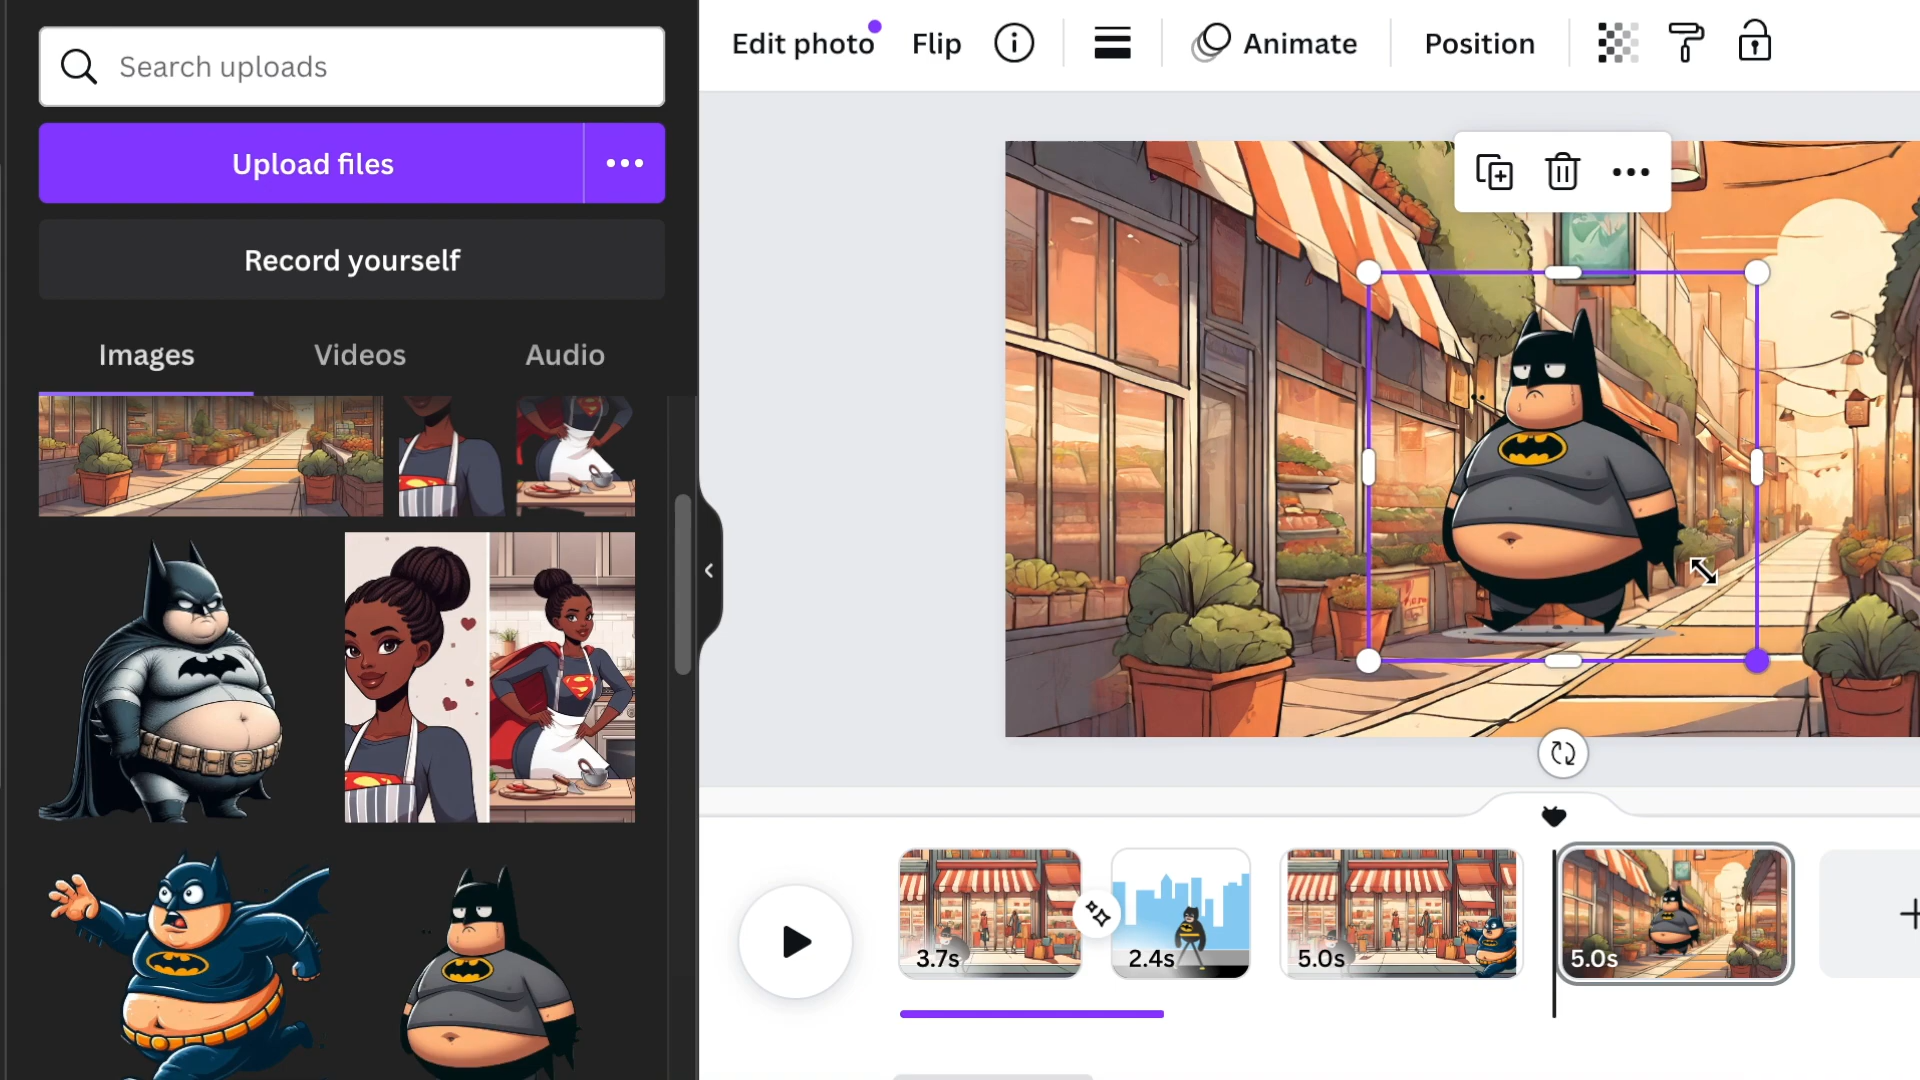 Search uploads
Upload files
Record yourself
Images
Videos
Audio
Edit photo
Flip
Animate
Position
3.7s
2.4s
5.0s
5.0s